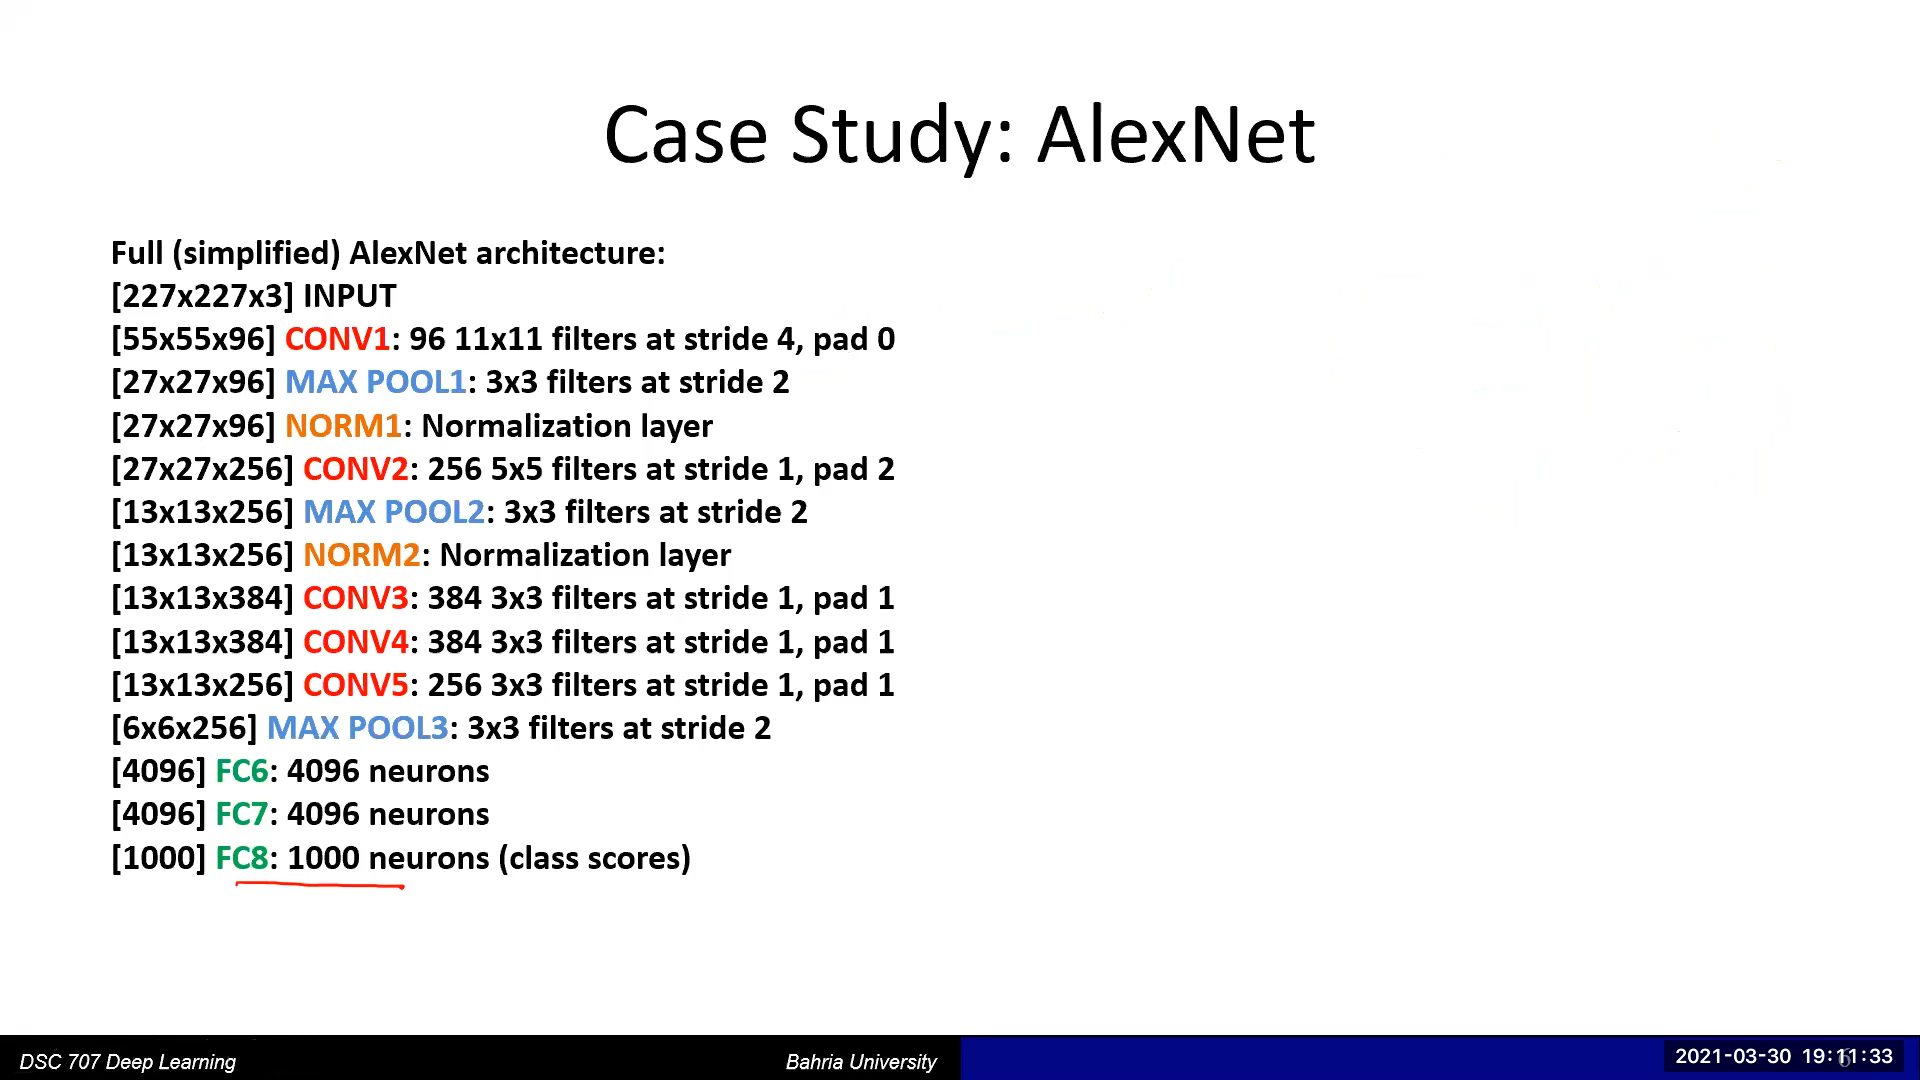 Case Study: AlexNet
Full (simplified) AlexNet architecture:
[227x227x3] INPUT
[55x55x96] CONV1: 96 11x11 filters at stride 4, pad 0
[27x27x96] MAX POOL1: 3x3 filters at stride 2
[27x27x96] NORM1: Normalization layer
[27x27x256] CONV2: 256 5x5 filters at stride 1, pad 2
[13x13x256] MAX POOL2: 3x3 filters at stride 2
[13x13x256] NORM2: Normalization layer
[13x13x384] CONV3: 384 3x3 filters at stride 1, pad 1
[13x13x384] CONV4: 384 3x3 filters at stride 1, pad 1
[13x13x256] CONV5: 256 3x3 filters at stride 1, pad 1
[6x6x256] MAX POOL3: 3x3 filters at stride 2
[4096] FC6: 4096 neurons
[4096] FC7: 4096 neurons
[1000] FC8: 1000 neurons (class scores)
DSC 707 Deep Learning
Bahria University
2021-03-30 19:11:33